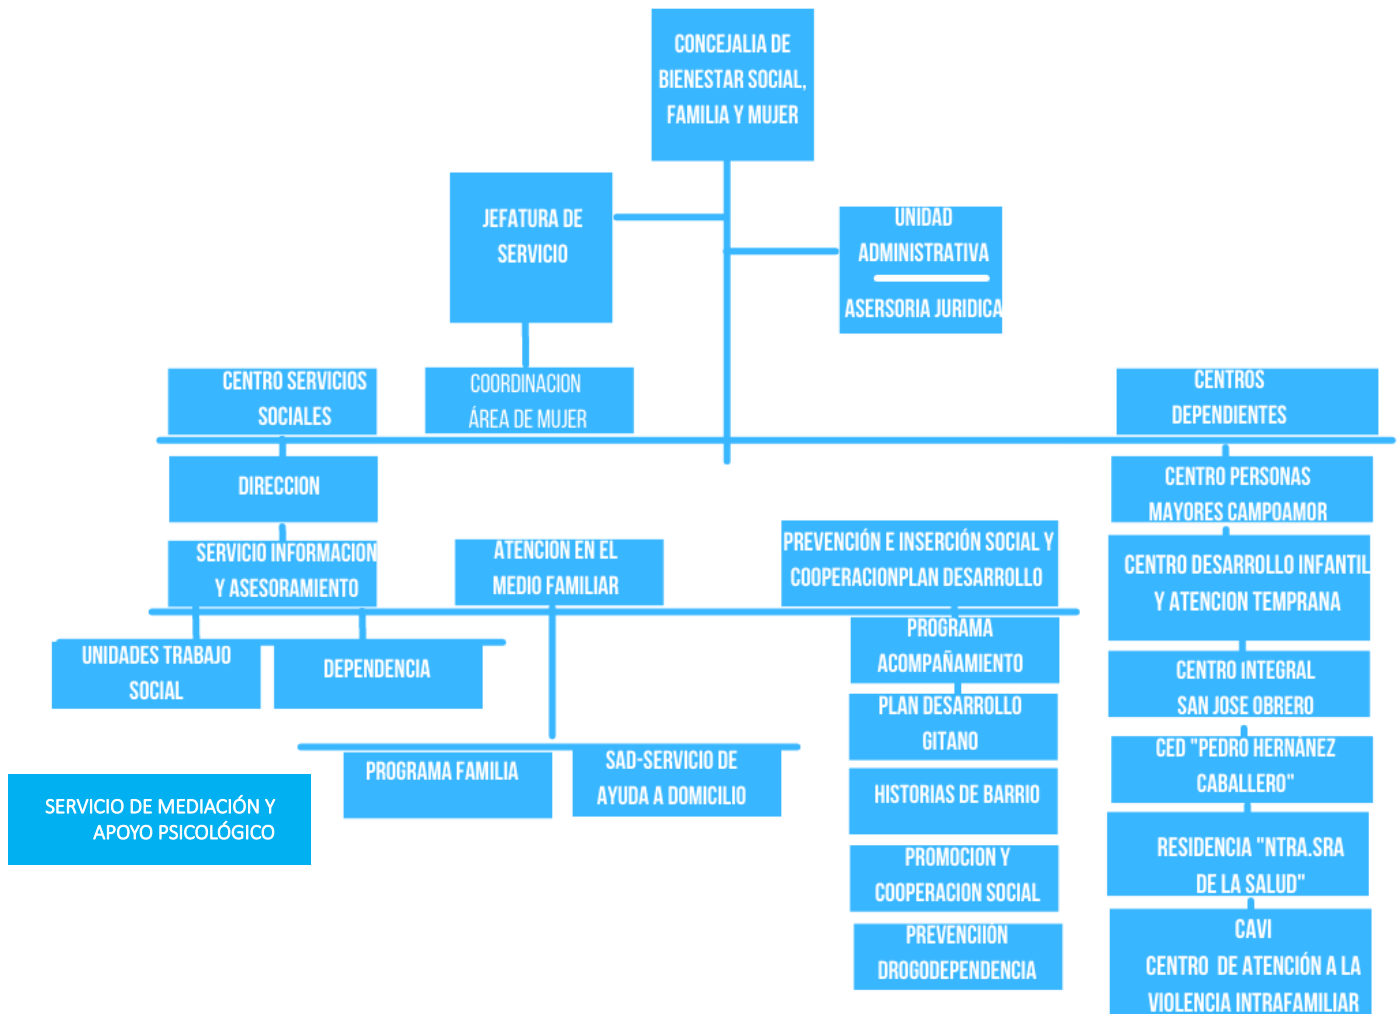 CONCEJALIA DE
BIENESTAR SOCIAL,
FAMILIA Y MUJER
JEFATURA DE
SERVICIO
UNIDAD
ADMINISTRATIVA
ASERSORIA JURIDICA
CENTRO SERVICIOS
SOCIALES
COORDINACION
ÁREA DE MUJER
CENTROS
DEPENDIENTES
DIRECCION
SERVICIO INFORMACION
Y ASESORAMIENTO
ATENCION EN EL
MEDIO FAMILIAR
PREVENCIÓN E INSERCIÓN SOCIAL Y
COOPERACIONPLAN DESARROLLO
UNIDADES TRABAJO
SOCIAL
DEPENDENCIA
PROGRAMA FAMILIA
SAD-SERVICIO DE
AYUDA A DOMICILIO
SERVICIO DE MEDIACIÓN Y
APOYO PSICOLÓGICO
PROGRAMA
ACOMPAÑAMIENTO
PLAN DESARROLLO
GITANO
HISTORIAS DE BARRIO
PROMOCION Y
COOPERACION SOCIAL
PREVENCIIÓN
DROGODEPENDENCIA
CENTRO PERSONAS
MAYORES CAMPOAMOR
CENTRO DESARROLLO INFANTIL
Y ATENCION TEMPRANA
CENTRO INTEGRAL
SAN JOSE OBRERO
CED "PEDRO HERNÁNEZ
CABALLERO"
RESIDENCIA "NTRA.SRA
DE LA SALUD"
CAVI
CENTRO DE ATENCIÓN A LA
VIOLENCIA INTRAFAMILIAR